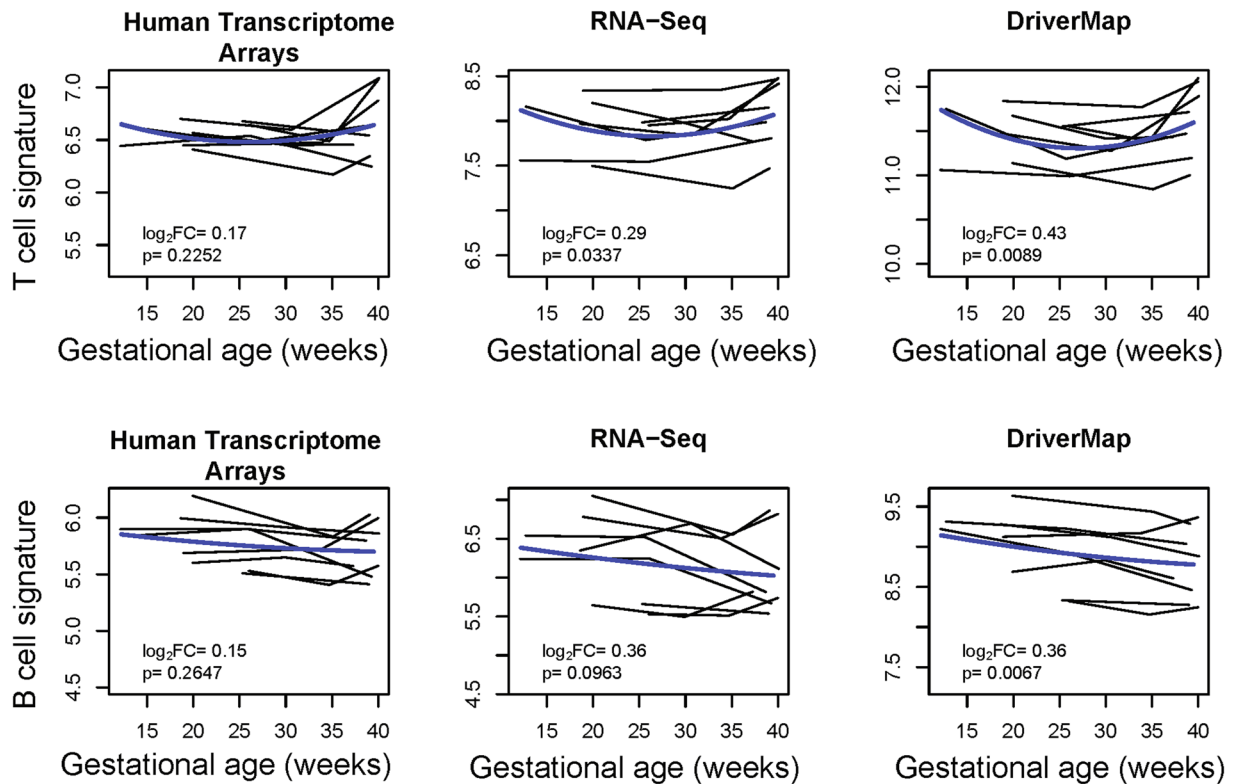 Human Transcriptome
Arrays
T cell signature
7.0
6.5
6.0
5.5
log2FC= 0.17
p= 0.2252
15 20 25 30 35 40
Gestational age (weeks)
RNA−Seq
8.5
7.5
6.5
log2FC= 0.29
p= 0.0337
15 20 25 30 35 40
Gestational age (weeks)
DriverMap
12.0
11.0
10.0
log2FC= 0.43
p= 0.0089
15 20 25 30 35 40
Gestational age (weeks)
Human Transcriptome
Arrays
B cell signature
6.0
5.5
5.0
4.5
log2FC= 0.15
p= 0.2647
15 20 25 30 35 40
Gestational age (weeks)
RNA−Seq
6.5
5.5
4.5
log2FC= 0.36
p= 0.0963
15 20 25 30 35 40
Gestational age (weeks)
DriverMap
9.5
8.5
7.5
log2FC= 0.36
p= 0.0067
15 20 25 30 35 40
Gestational age (weeks)